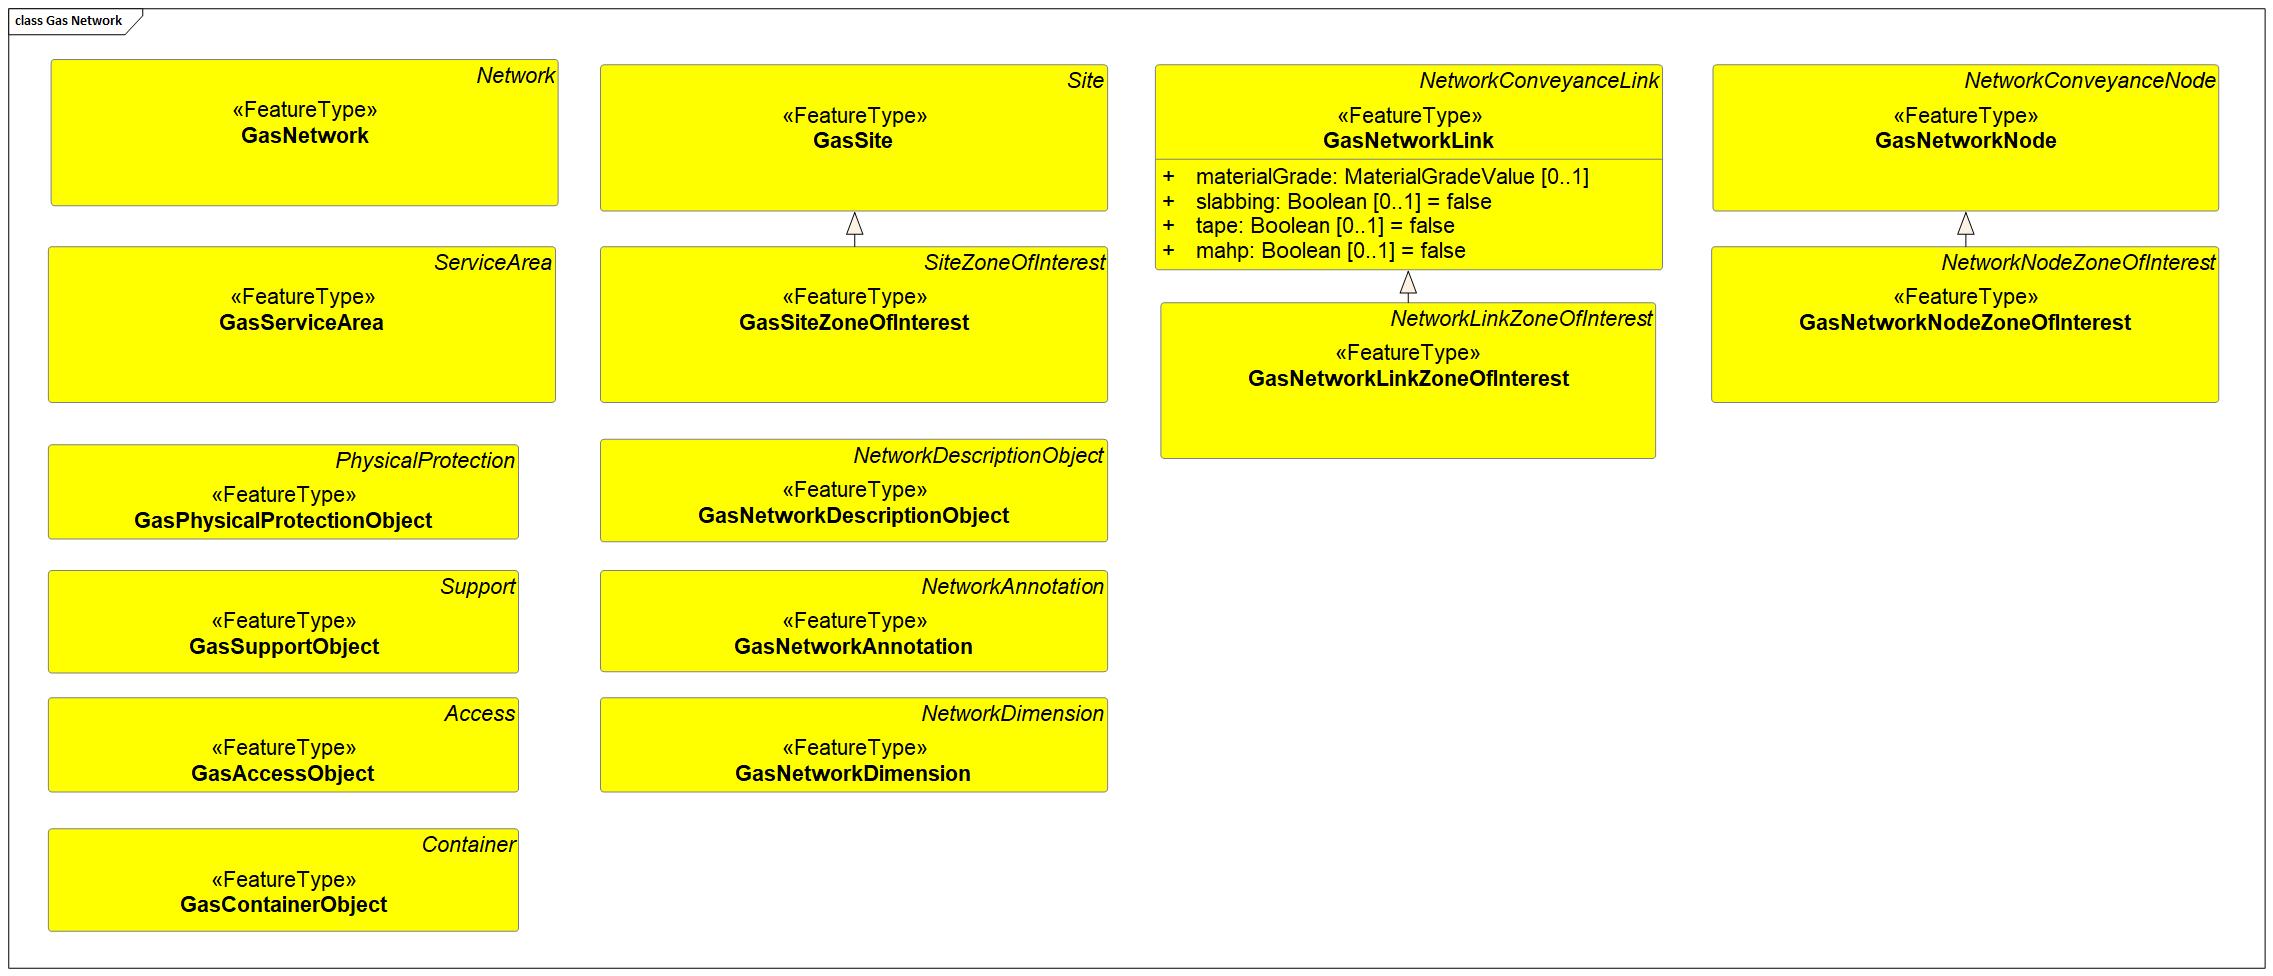 class Gas Network
Network
«FeatureType»
GasNetwork
Site
«FeatureType»
GasSite
NetworkConveyanceLink
«FeatureType»
GasNetworkLink
+ materialGrade: MaterialGradeValue [0..1]
+ slabbing: Boolean [0..1] = false
+ tape: Boolean [0..1] = false
+ mahp: Boolean [0..1] = false
NetworkConveyanceNode
«FeatureType»
GasNetworkNode
ServiceArea
«FeatureType»
GasServiceArea
SiteZoneOfInterest
«FeatureType»
GasSiteZoneOfInterest
NetworkLinkZoneOfInterest
«FeatureType»
GasNetworkLinkZoneOfInterest
NetworkNodeZoneOfInterest
«FeatureType»
GasNetworkNodeZoneOfInterest
PhysicalProtection
«FeatureType»
GasPhysicalProtectionObject
NetworkDescriptionObject
«FeatureType»
GasNetworkDescriptionObject
Support
«FeatureType»
GasSupportObject
NetworkAnnotation
«FeatureType»
GasNetworkAnnotation
Access
«FeatureType»
GasAccessObject
NetworkDimension
«FeatureType»
GasNetworkDimension
Container
«FeatureType»
GasContainerObject